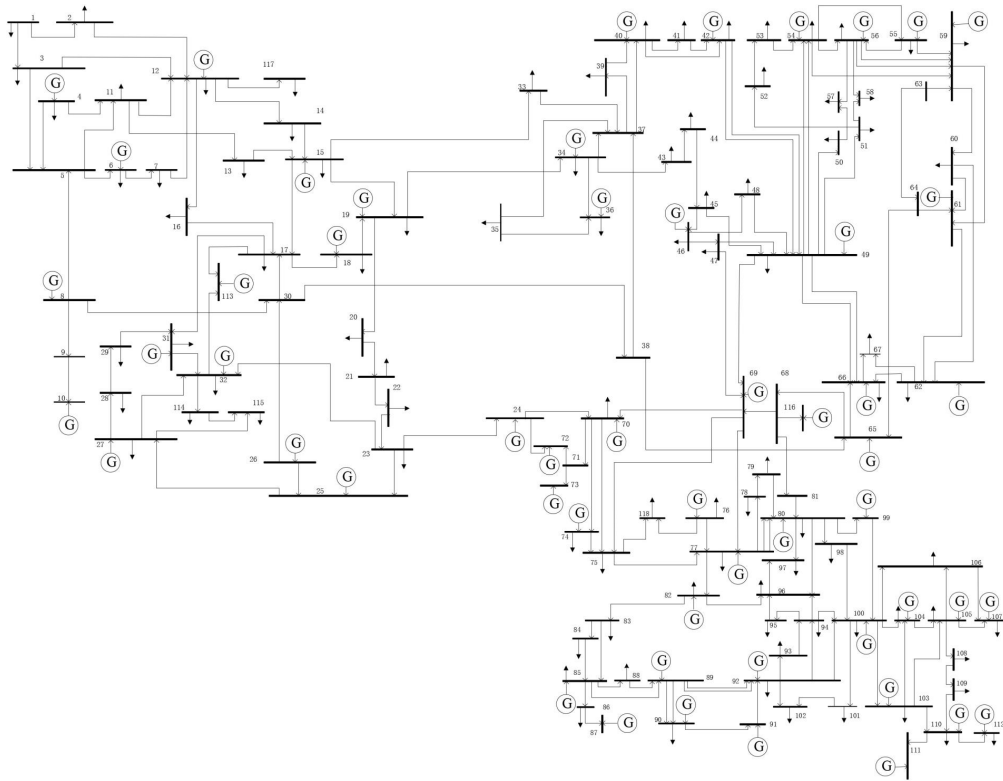 1 2 G G G G 59
40 41 42 53 54 56 55
3 12 G 117 39 G
G 4 11 33 52 57 58 63
14 37 44 51
G G 34 43 50 60
5 6 7 13 15 64 G 61
G G 45 48
19 36 G
16 35 46 47 G 49
G 17 G 18
G 113 30
8 20 67
29 31 38
9 G 32 G 21 69 68 66 62
10 28 22 G 116 G G G
G 114 115 24 70 65
27 G 23 G G 72 71 G
26 G G 79
25 73 78 81
G G G
G 118 76 80 99
74 75 77 G 98
G 97 106
82 96 G G G
G 100 104 105 107
83 95 94 G
84 93 108
85 88 G 89 G 92 109
G G G 103 G G
86 90 102 101 110 113
87 G 91 G 111
G